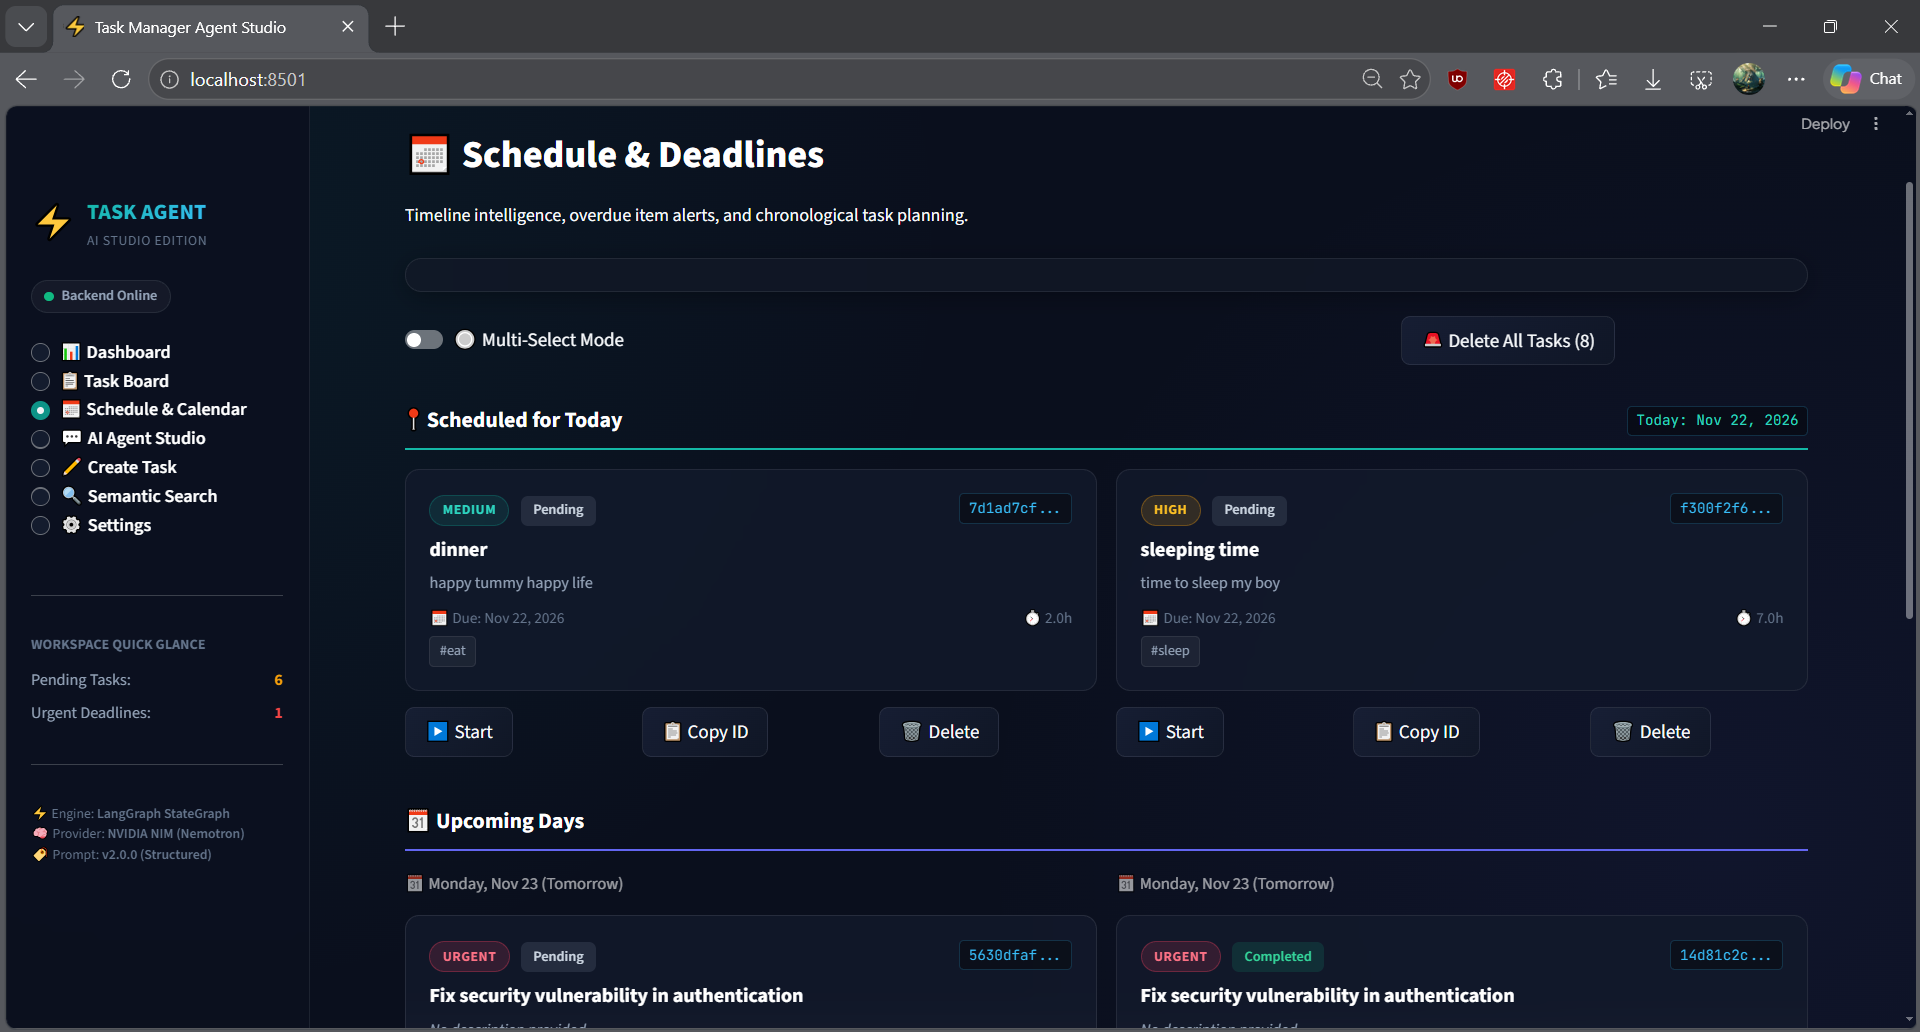 Task Manager Agent Studio
localhost:8501
Chat
Deploy
TASK AGENT
AI STUDIO EDITION
Backend Online
Dashboard
Task Board
Schedule & Calendar
AI Agent Studio
Create Task
Semantic Search
Settings
WORKSPACE QUICK GLANCE
Pending Tasks: 6
Urgent Deadlines: 1
Engine: LangGraph StateGraph
Provider: NVIDIA NIM (Nemotron)
Prompt: v2.0.0 (Structured)
Schedule & Deadlines
Timeline intelligence, overdue item alerts, and chronological task planning.
Multi-Select Mode
Delete All Tasks (8)
Scheduled for Today
Today: Nov 22, 2026
MEDIUM Pending 7d1ad7cf...
dinner
happy tummy happy life
Due: Nov 22, 2026 2.0h
#eat
Start Copy ID Delete
HIGH Pending f300f2f6...
sleeping time
time to sleep my boy
Due: Nov 22, 2026 7.0h
#sleep
Start Copy ID Delete
Upcoming Days
Monday, Nov 23 (Tomorrow)
URGENT Pending 5630dfaf...
Fix security vulnerability in authentication
No description provided
Monday, Nov 23 (Tomorrow)
URGENT Completed 14d81c2c...
Fix security vulnerability in authentication
No description provided